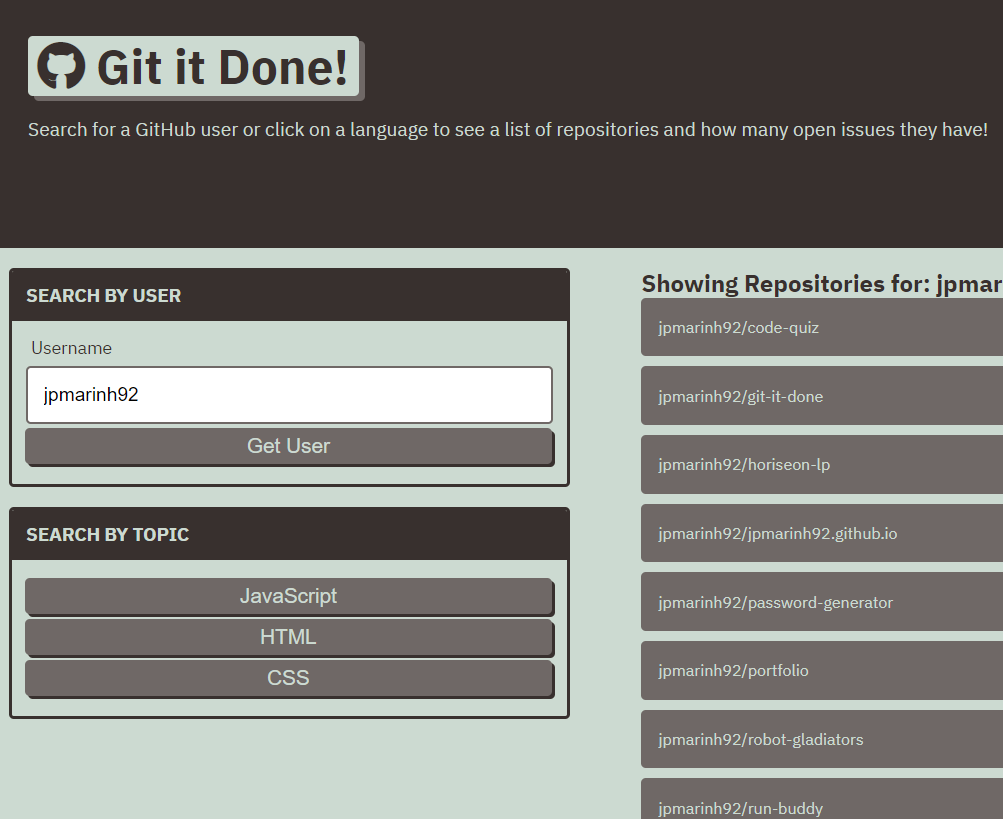 Git it Done!
Search for a GitHub user or click on a language to see a list of repositories and how many open issues they have!
SEARCH BY USER
Username
jpmarinh92
Get User
SEARCH BY TOPIC
JavaScript
HTML
CSS
Showing Repositories for: jpmar
jpmarinh92/code-quiz
jpmarinh92/git-it-done
jpmarinh92/horiseon-lp
jpmarinh92/jpmarinh92.github.io
jpmarinh92/password-generator
jpmarinh92/portfolio
jpmarinh92/robot-gladiators
jpmarinh92/run-buddy